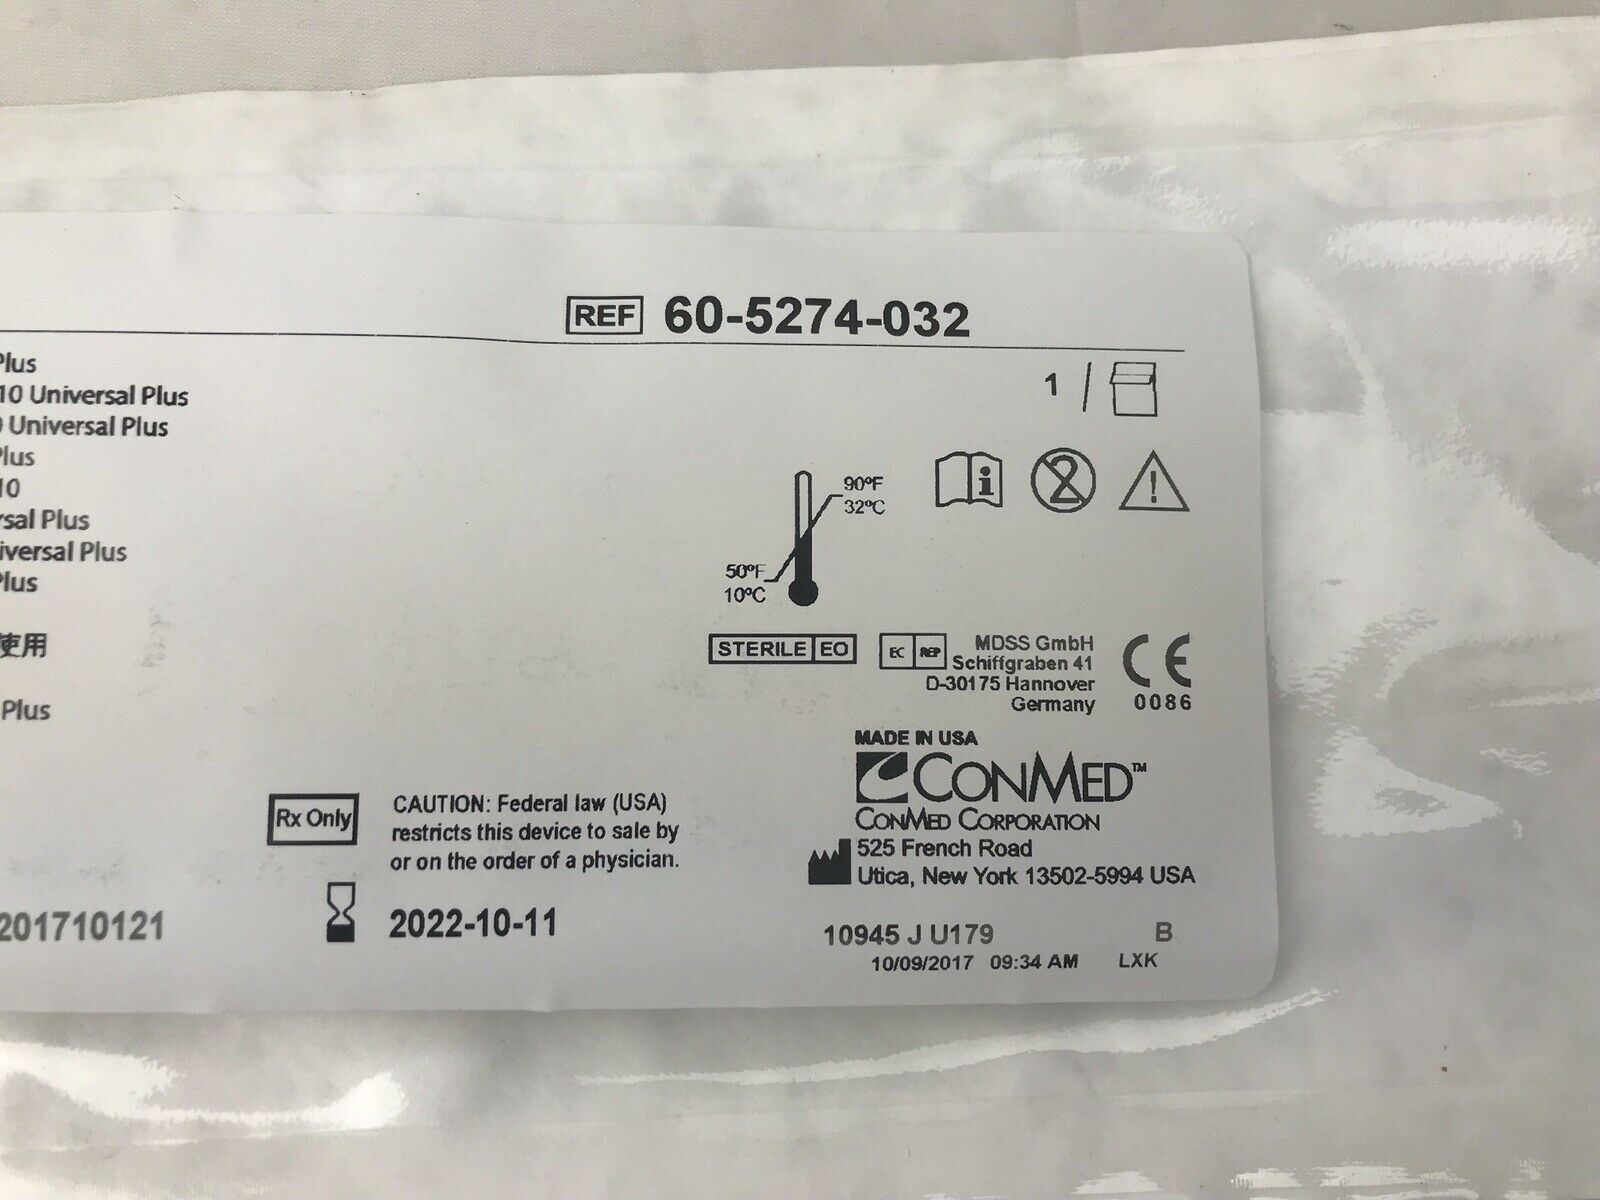 REF 60-5274-032
Plus
10 Universal Plus
Universal Plus
Plus
10
rsal Plus
iversal Plus
Plus
使用
Plus
1 /
90°F
32°C
50°F
10°C
STERILE EO
EC REP
MDSS GmbH
Schiffgraben 41
D-30175 Hannover
Germany
CE
0086
MADE IN USA
CONMED™
CONMED CORPORATION
525 French Road
Utica, New York 13502-5994 USA
Rx Only
CAUTION: Federal law (USA)
restricts this device to sale by
or on the order of a physician.
201710121
2022-10-11
10945 J U179 B
10/09/2017 09:34 AM LXK